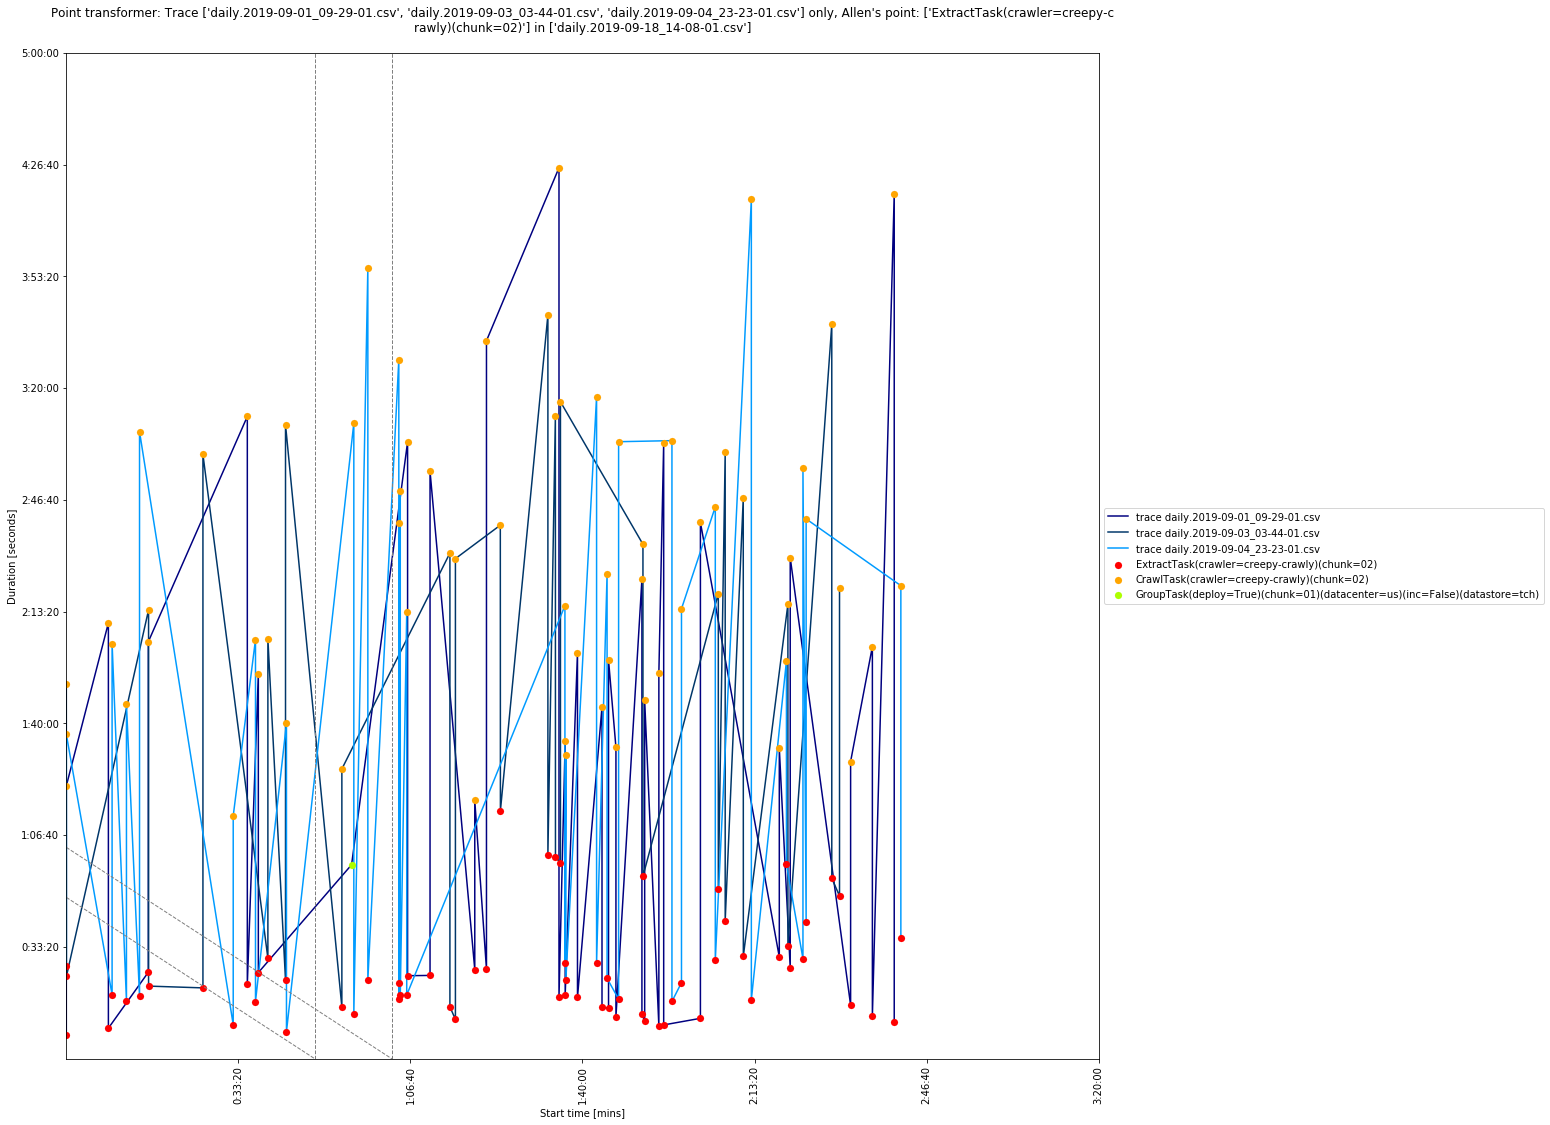 Point transformer: Trace ['daily.2019-09-01_09-29-01.csv', 'daily.2019-09-03_03-44-01.csv', 'daily.2019-09-04_23-23-01.csv'] only, Allen's point: ['ExtractTask(crawler=creepy-c
rawly)(chunk=02)'] in ['daily.2019-09-18_14-08-01.csv']
5:00:00
4:26:40
3:53:20
3:20:00
2:46:40
2:13:20
1:40:00
1:06:40
0:33:20
Duration [seconds]
0:33:20
1:06:40
1:40:00
2:13:20
2:46:40
3:20:00
Start time [mins]
trace daily.2019-09-01_09-29-01.csv
trace daily.2019-09-03_03-44-01.csv
trace daily.2019-09-04_23-23-01.csv
ExtractTask(crawler=creepy-crawly)(chunk=02)
CrawlTask(crawler=creepy-crawly)(chunk=02)
GroupTask(deploy=True)(chunk=01)(datacenter=us)(inc=False)(datastore=tch)